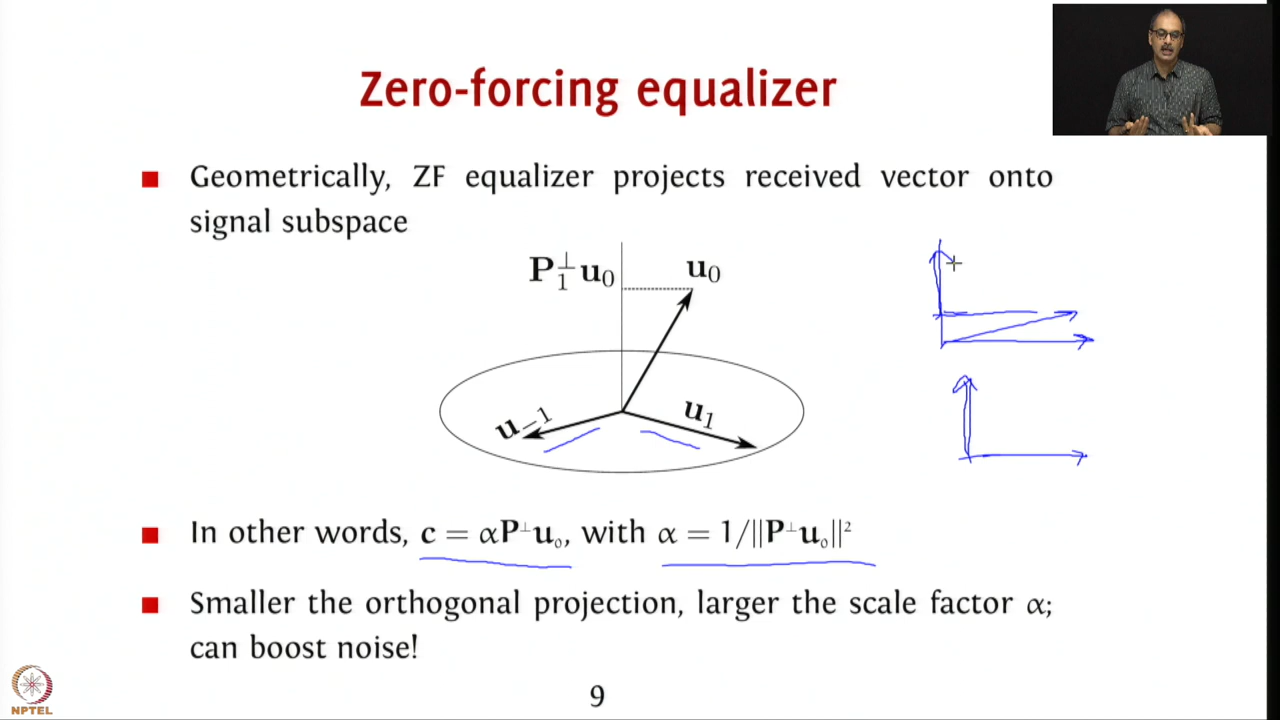 Zero-forcing equalizer
■ Geometrically, ZF equalizer projects received vector onto
signal subspace
P₁⊥u₀
u₀
u₋₁
u₁
■ In other words, c = αP⊥u₀, with α = 1/||P⊥u₀||²
■ Smaller the orthogonal projection, larger the scale factor α;
can boost noise!
NPTEL
9